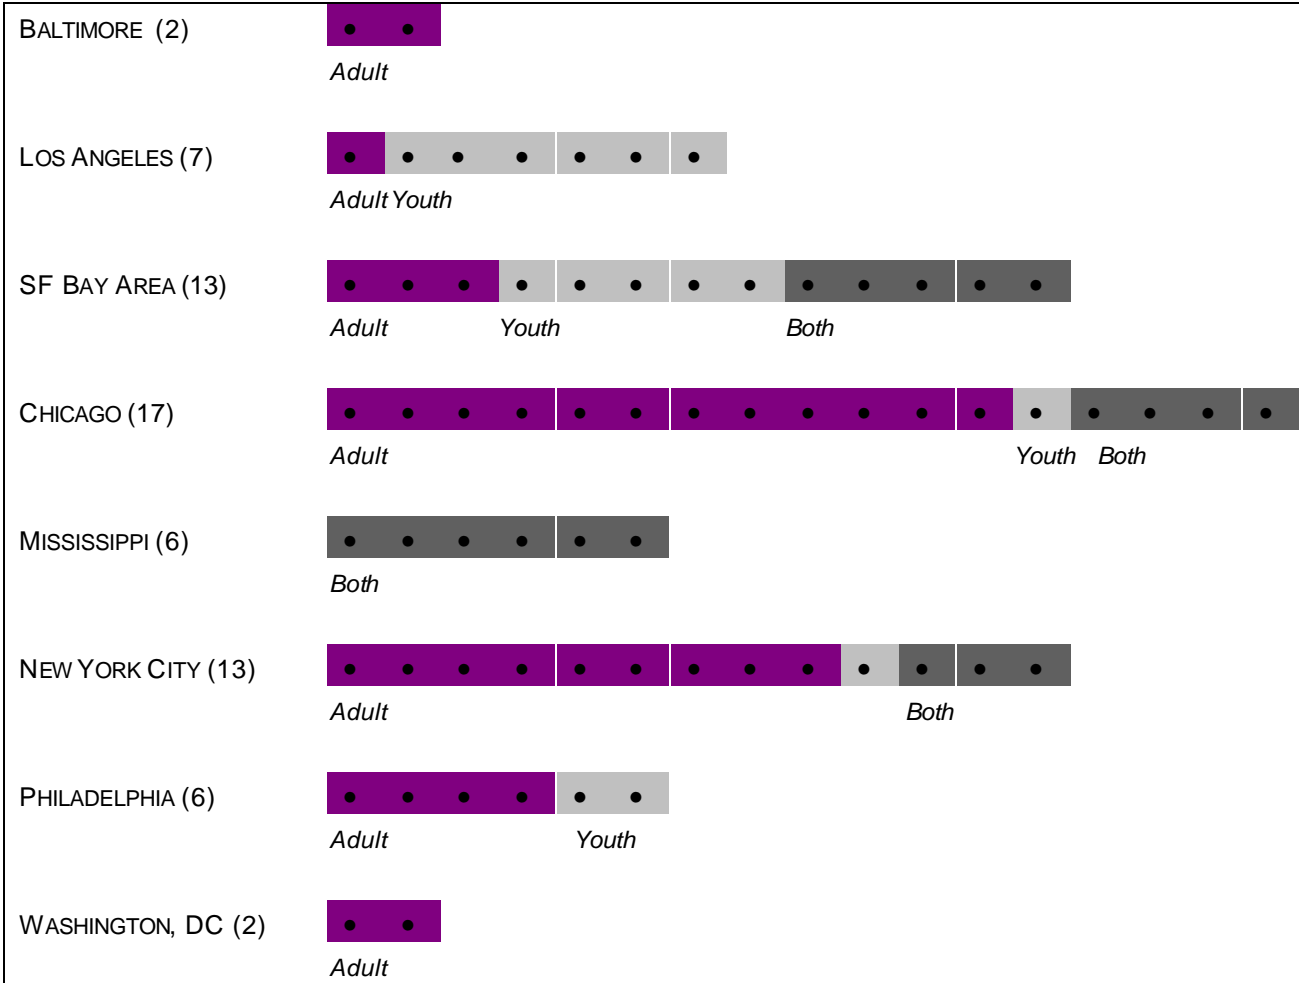 BALTIMORE (2)
Adult
LOS ANGELES (7)
Adult Youth
SF BAY AREA (13)
Adult Youth Both
CHICAGO (17)
Adult Youth Both
MISSISSIPPI (6)
Both
NEW YORK CITY (13)
Adult Both
PHILADELPHIA (6)
Adult Youth
WASHINGTON, DC (2)
Adult